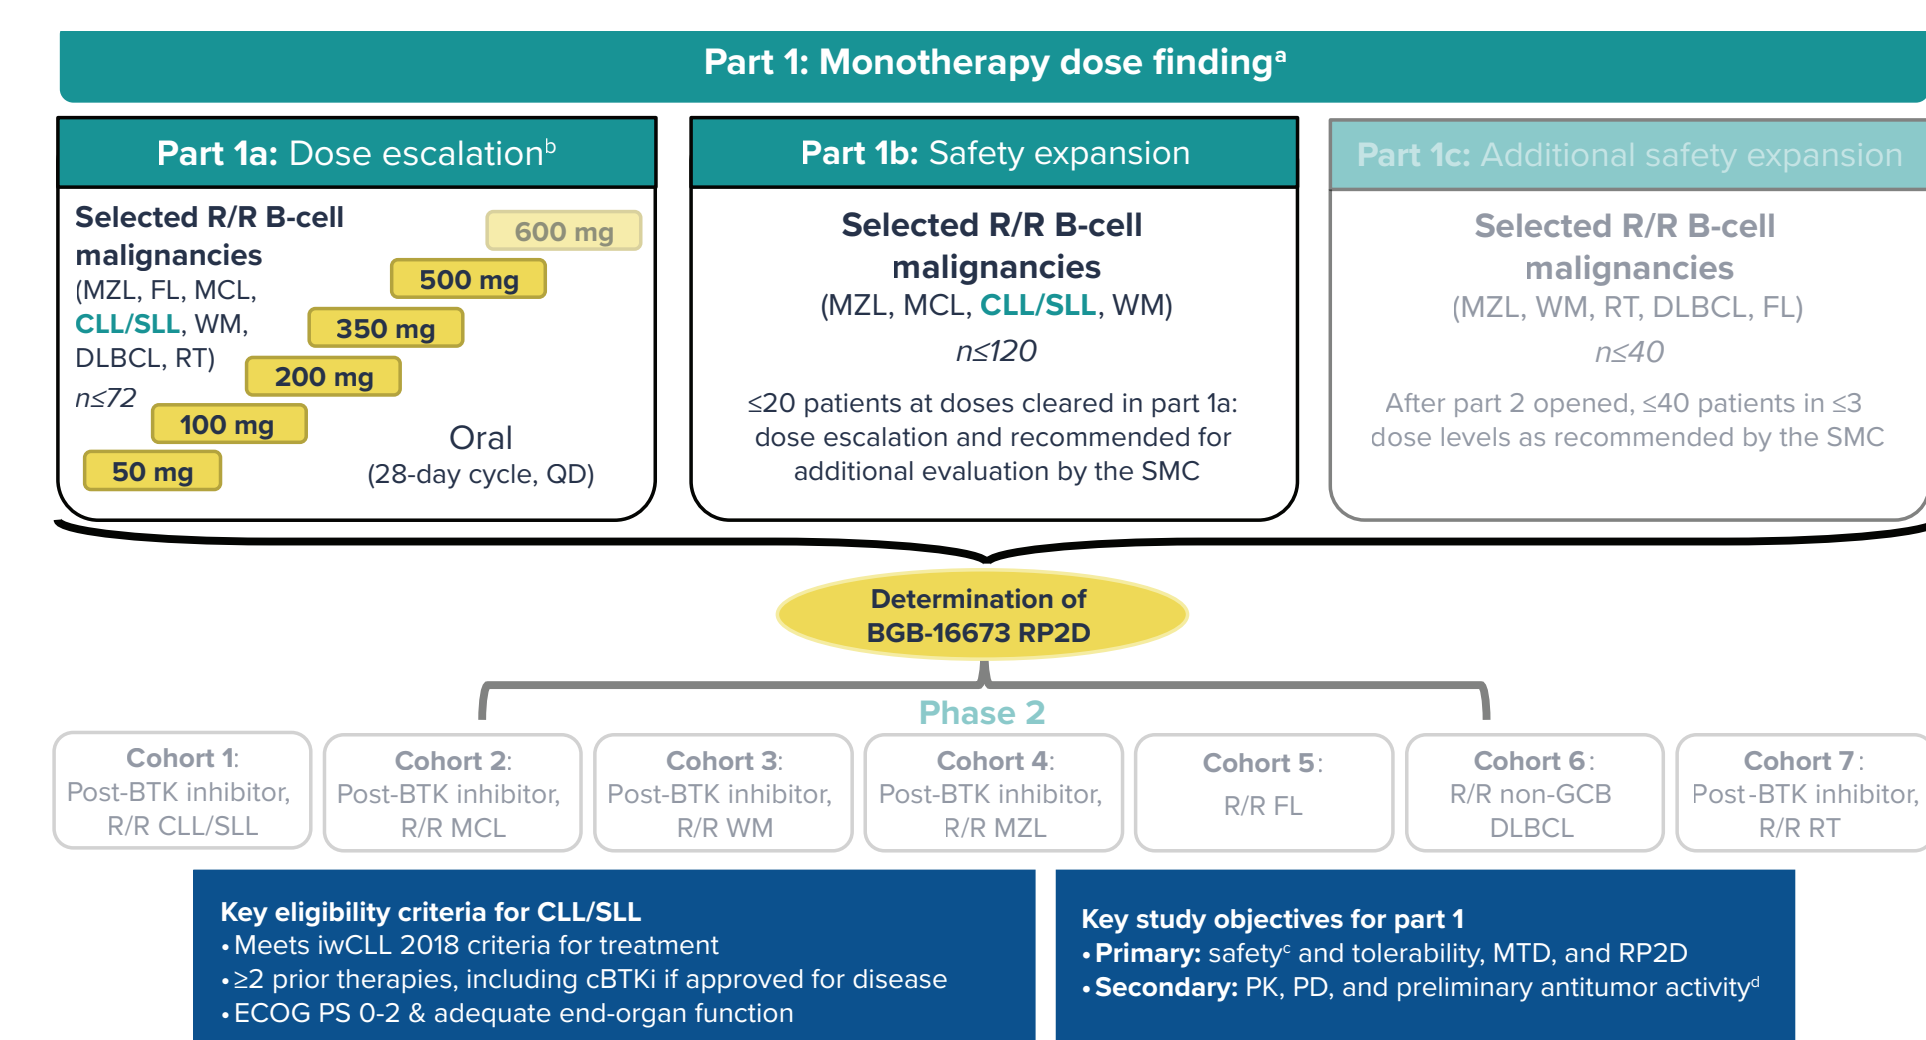 Part 1: Monotherapy dose findingᵃ
Part 1a: Dose escalationᵇ
Selected R/R B-cell
malignancies
(MZL, FL, MCL,
CLL/SLL, WM,
DLBCL, RT)
n≤72
600 mg
500 mg
350 mg
200 mg
100 mg
50 mg
Oral
(28-day cycle, QD)
Part 1b: Safety expansion
Selected R/R B-cell
malignancies
(MZL, MCL, CLL/SLL, WM)
n≤120
≤20 patients at doses cleared in part 1a:
dose escalation and recommended for
additional evaluation by the SMC
Part 1c: Additional safety expansion
Selected R/R B-cell
malignancies
(MZL, WM, RT, DLBCL, FL)
n≤40
After part 2 opened, ≤40 patients in ≤3
dose levels as recommended by the SMC
Determination of
BGB-16673 RP2D
Phase 2
Cohort 1:
Post-BTK inhibitor,
R/R CLL/SLL
Cohort 2:
Post-BTK inhibitor,
R/R MCL
Cohort 3:
Post-BTK inhibitor,
R/R WM
Cohort 4:
Post-BTK inhibitor,
R/R MZL
Cohort 5:
R/R FL
Cohort 6:
R/R non-GCB
DLBCL
Cohort 7:
Post-BTK inhibitor,
R/R RT
Key eligibility criteria for CLL/SLL
• Meets iwCLL 2018 criteria for treatment
• ≥2 prior therapies, including cBTKi if approved for disease
• ECOG PS 0-2 & adequate end-organ function
Key study objectives for part 1
• Primary: safetyᶜ and tolerability, MTD, and RP2D
• Secondary: PK, PD, and preliminary antitumor activityᵈ